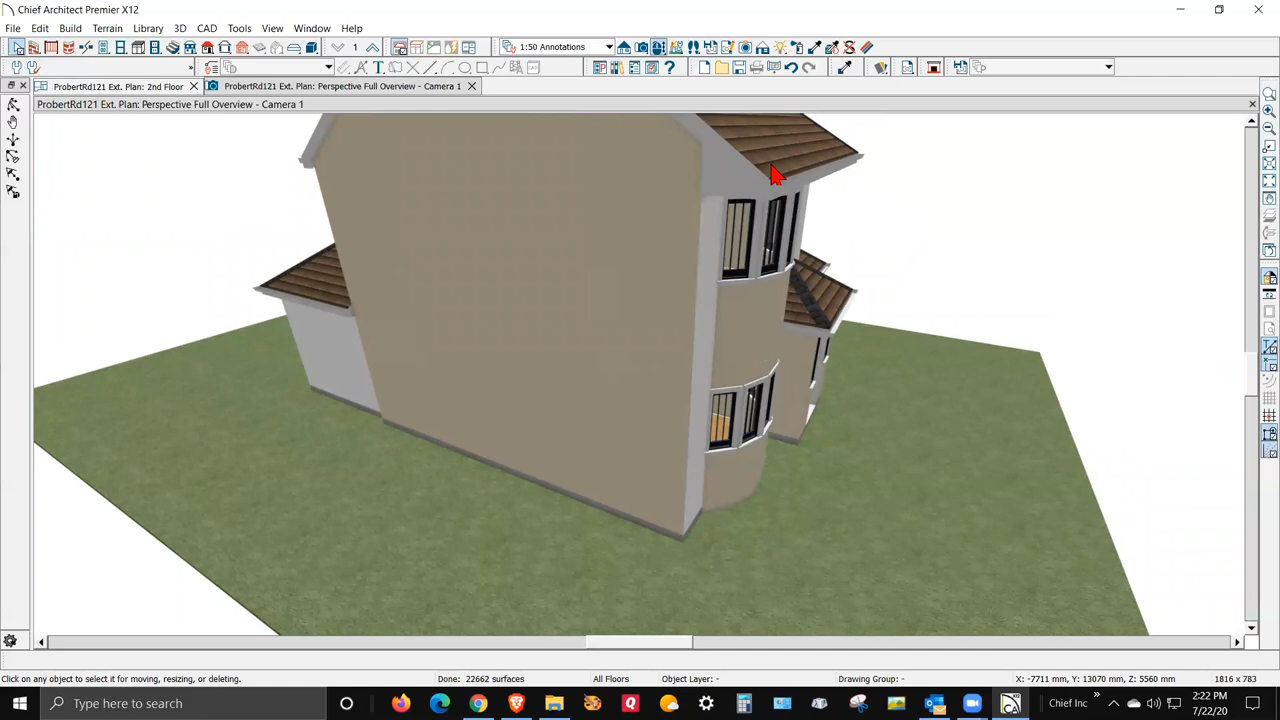 Chief Architect Premier X12
File Edit Build Terrain Library 3D CAD Tools Window Help
1 1:50 Annotations
ProbertRd121 Ext. Plan: 2nd Floor ProbertRd121 Ext. Plan: Perspective Full Overview - Camera 1
ProbertRd121 Ext. Plan: Perspective Full Overview - Camera 1
Click on any object to select it for moving, resizing, or deleting. Done: 22662 surfaces All Floors Object Layer: - Drawing Group: - X: -7711 mm, Y: 13070 mm, Z: 5560 mm 1816 x 783
Type here to search Chief Inc 2:22 PM
7/22/20